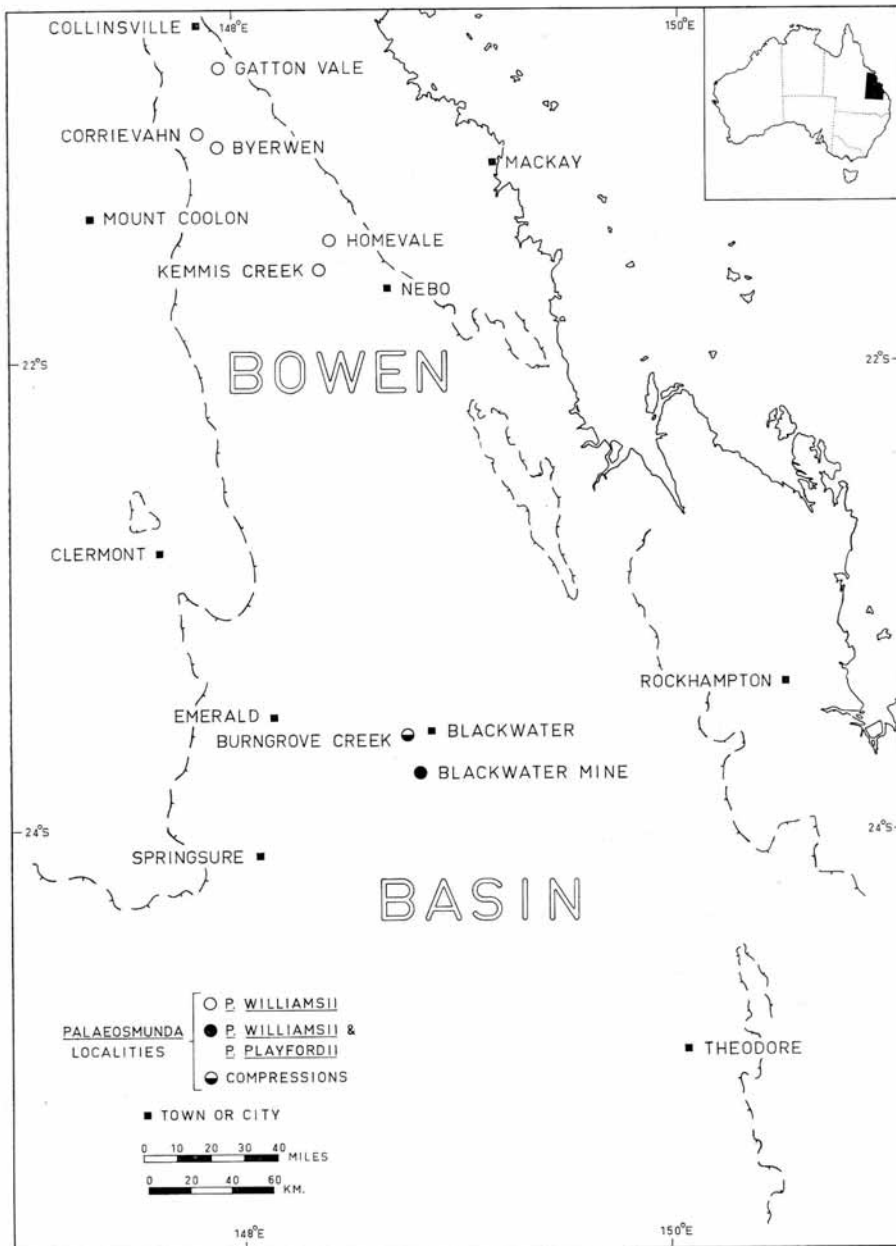 COLLINSVILLE
148°E
150°E
GATTON VALE
CORRIEVAHN
BYERWEN
MACKAY
MOUNT COOLON
HOMEVALE
KEMMIS CREEK
NEBO
22°S
22°S
BOWEN
CLERMONT
ROCKHAMPTON
EMERALD
BURNGROVE CREEK
BLACKWATER
BLACKWATER MINE
24°S
24°S
SPRINGSURE
BASIN
PALAEOSMUNDA
LOCALITIES
P. WILLIAMSII
P. WILLIAMSII &
P. PLAYFORDII
COMPRESSIONS
THEODORE
TOWN OR CITY
0 10 20 30 40
MILES
0 20 40 60
KM.
148°E
150°E